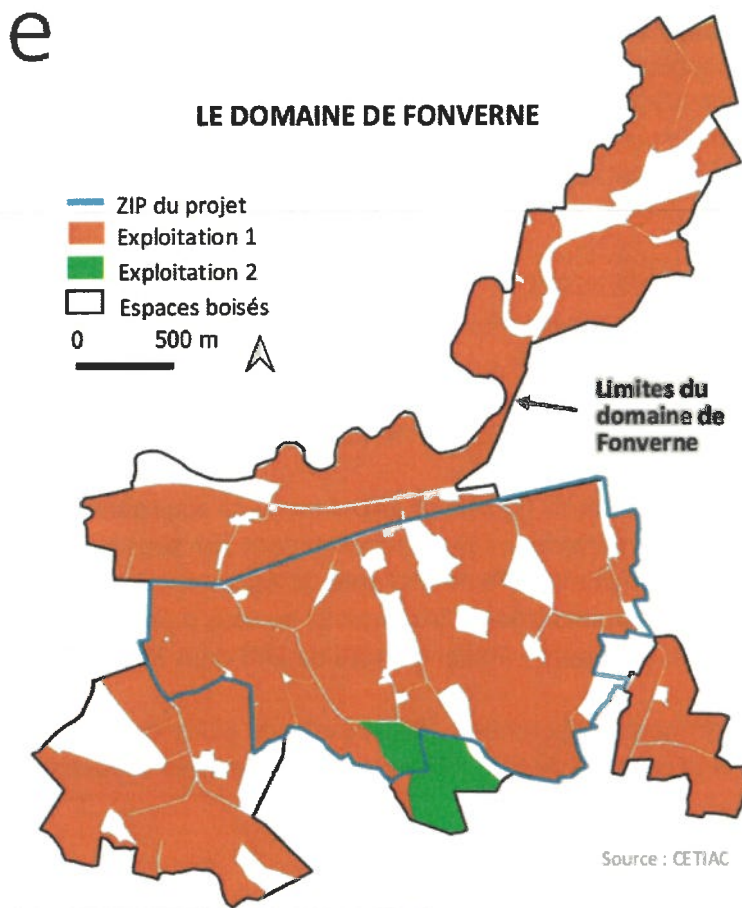 e
LE DOMAINE DE FONVERNE
ZIP du projet
Exploitation 1
Exploitation 2
Espaces boisés
0 500 m
Limites du
domaine de
Fonverne
Source : CETIAC